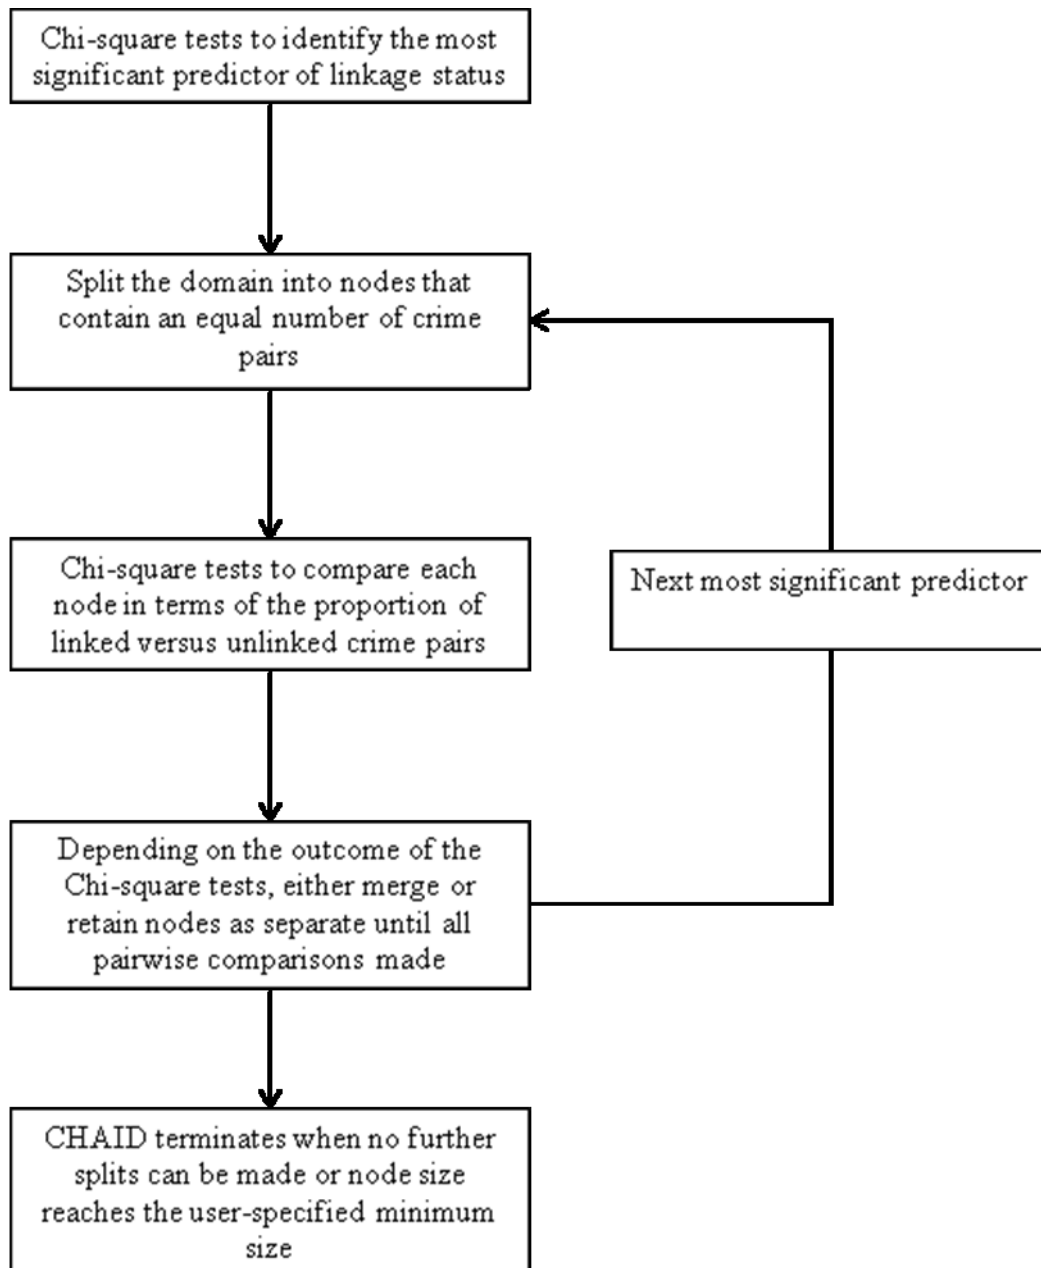 Chi-square tests to identify the most
significant predictor of linkage status
Split the domain into nodes that
contain an equal number of crime
pairs
Chi-square tests to compare each
node in terms of the proportion of
linked versus unlinked crime pairs
Next most significant predictor
Depending on the outcome of the
Chi-square tests, either merge or
retain nodes as separate until all
pairwise comparisons made
CHAID terminates when no further
splits can be made or node size
reaches the user-specified minimum
size